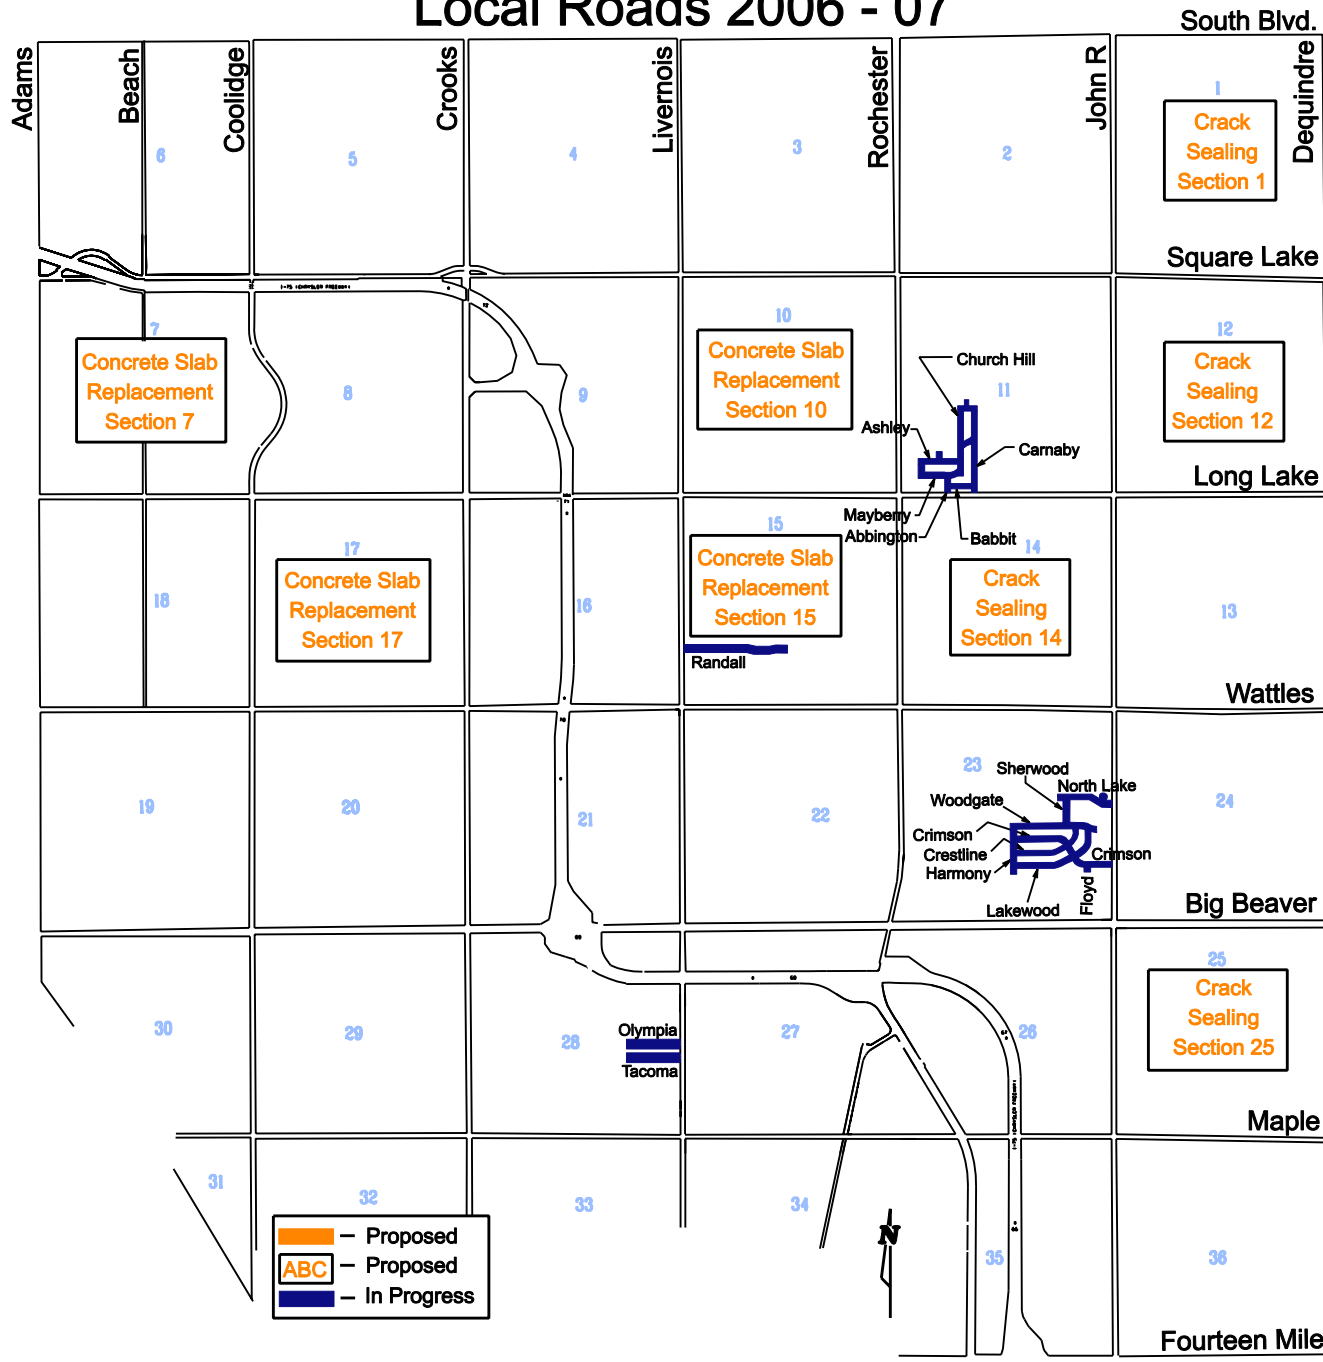 Local Roads 2006 - 07
South Blvd.
Adams
Beach
Coolidge
Crooks
Livernois
Rochester
John R
Dequindre
1
Crack
Sealing
Section 1
6
5
4
3
2
Square Lake
I-75 (CHRYSLER FREEWAY)
7
Concrete Slab
Replacement
Section 7
8
9
10
Concrete Slab
Replacement
Section 10
Church Hill
11
Ashley
Carnaby
12
Crack
Sealing
Section 12
Long Lake
Mayberry
Abbington
Babbit
18
17
Concrete Slab
Replacement
Section 17
16
15
Concrete Slab
Replacement
Section 15
Randall
14
Crack
Sealing
Section 14
13
Wattles
19
20
21
22
23
Sherwood
North Lake
Woodgate
Crimson
Crestline
Harmony
Crimson
Lakewood
Floyd
24
Big Beaver
30
29
28
Olympia
Tacoma
27
26
25
Crack
Sealing
Section 25
I-75 (CHRYSLER FREEWAY)
Maple
31
32
33
34
35
36
N
– Proposed
ABC – Proposed
– In Progress
Fourteen Mile